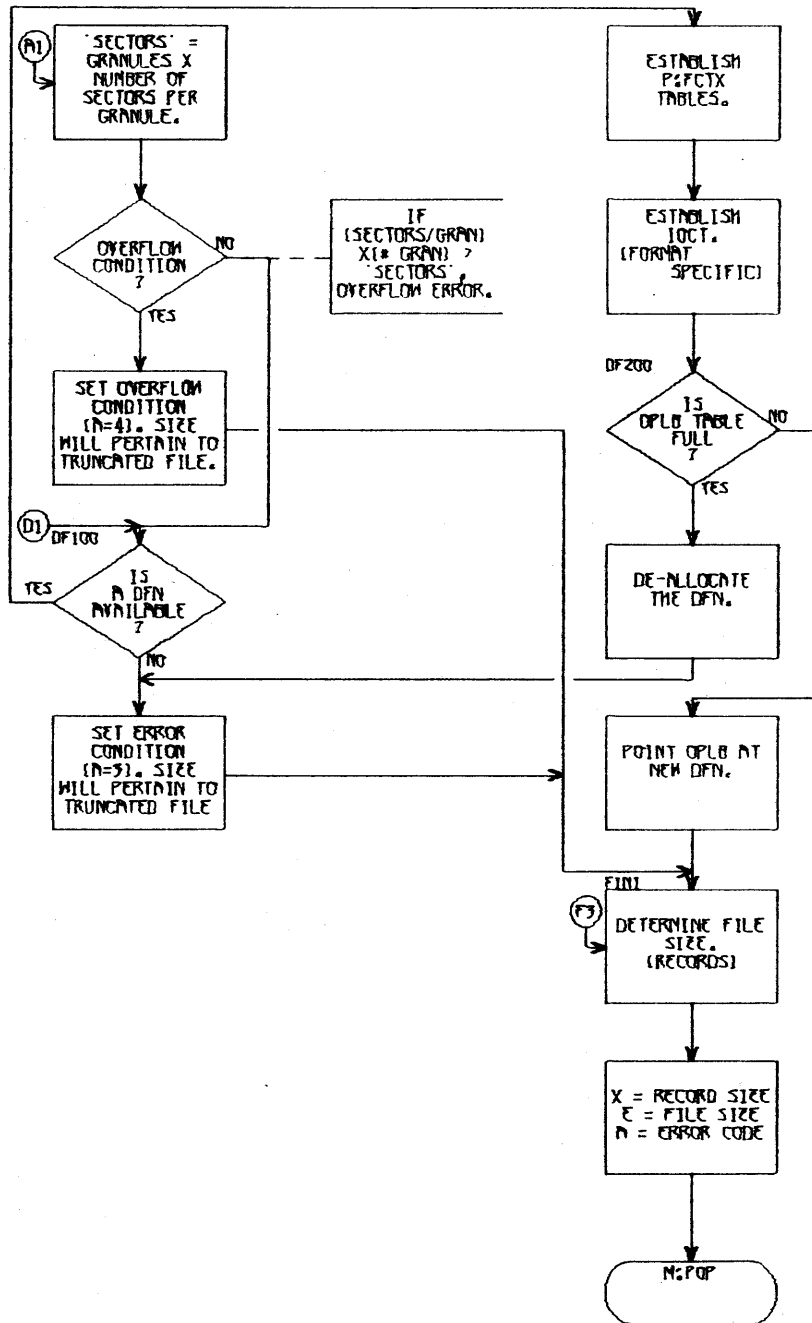 A1
'SECTORS' =
GRANULES X
NUMBER OF
SECTORS PER
GRANULE.
OVERFLOW
CONDITION
?
NO
YES
IF
(SECTORS/GRAN)
X(# GRAN) >
'SECTORS',
OVERFLOW ERROR.
SET OVERFLOW
CONDITION
(A=4). SIZE
WILL PERTAIN TO
TRUNCATED FILE.
D1
DF100
IS
A DFN
AVAILABLE
?
YES
NO
SET ERROR
CONDITION
(A=3). SIZE
WILL PERTAIN TO
TRUNCATED FILE
ESTABLISH
P:FCTX
TABLES.
ESTABLISH
IOCT.
(FORMAT
SPECIFIC)
DF200
IS
OPLB TABLE
FULL
?
NO
YES
DE-ALLOCATE
THE DFN.
POINT OPLB AT
NEW DFN.
FIN1
F3
DETERMINE FILE
SIZE.
(RECORDS)
X = RECORD SIZE
E = FILE SIZE
A = ERROR CODE
M:POP